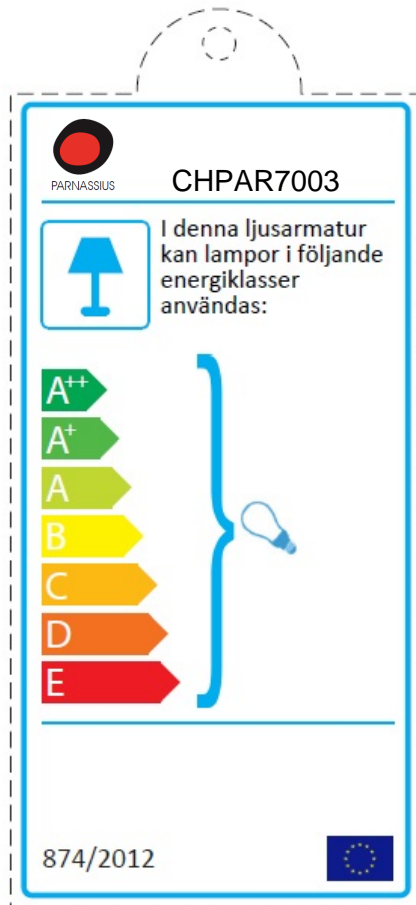 PARNASSIUS
CHPAR7003
I denna ljusarmatur
kan lampor i följande
energiklasser
användas:
A++
A+
A
B
C
D
E
874/2012